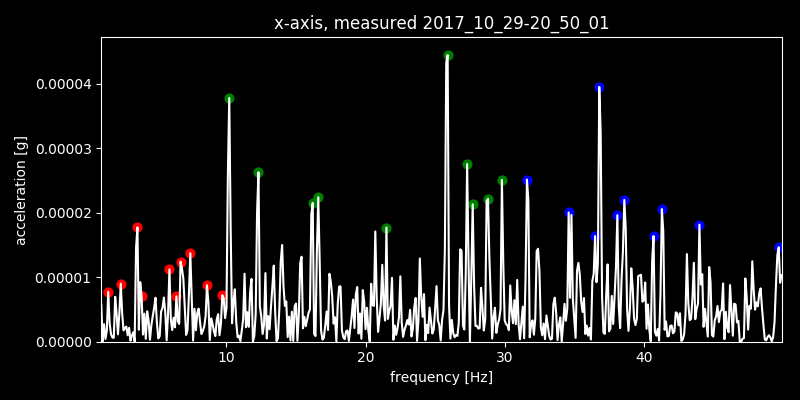 x-axis, measured 2017_10_29-20_50_01
0.00004
0.00003
0.00002
0.00001
0.00000
acceleration [g]
10 20 30 40
frequency [Hz]